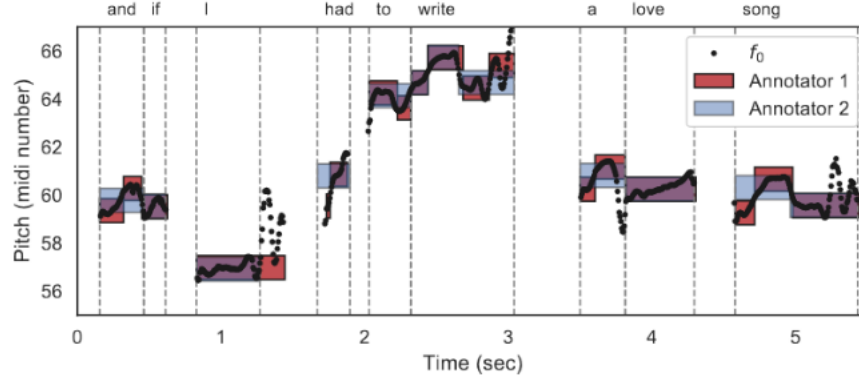 and if I had to write a love song
66
64
62
60
58
56
Pitch (midi number)
f₀
Annotator 1
Annotator 2
0 1 2 3 4 5
Time (sec)